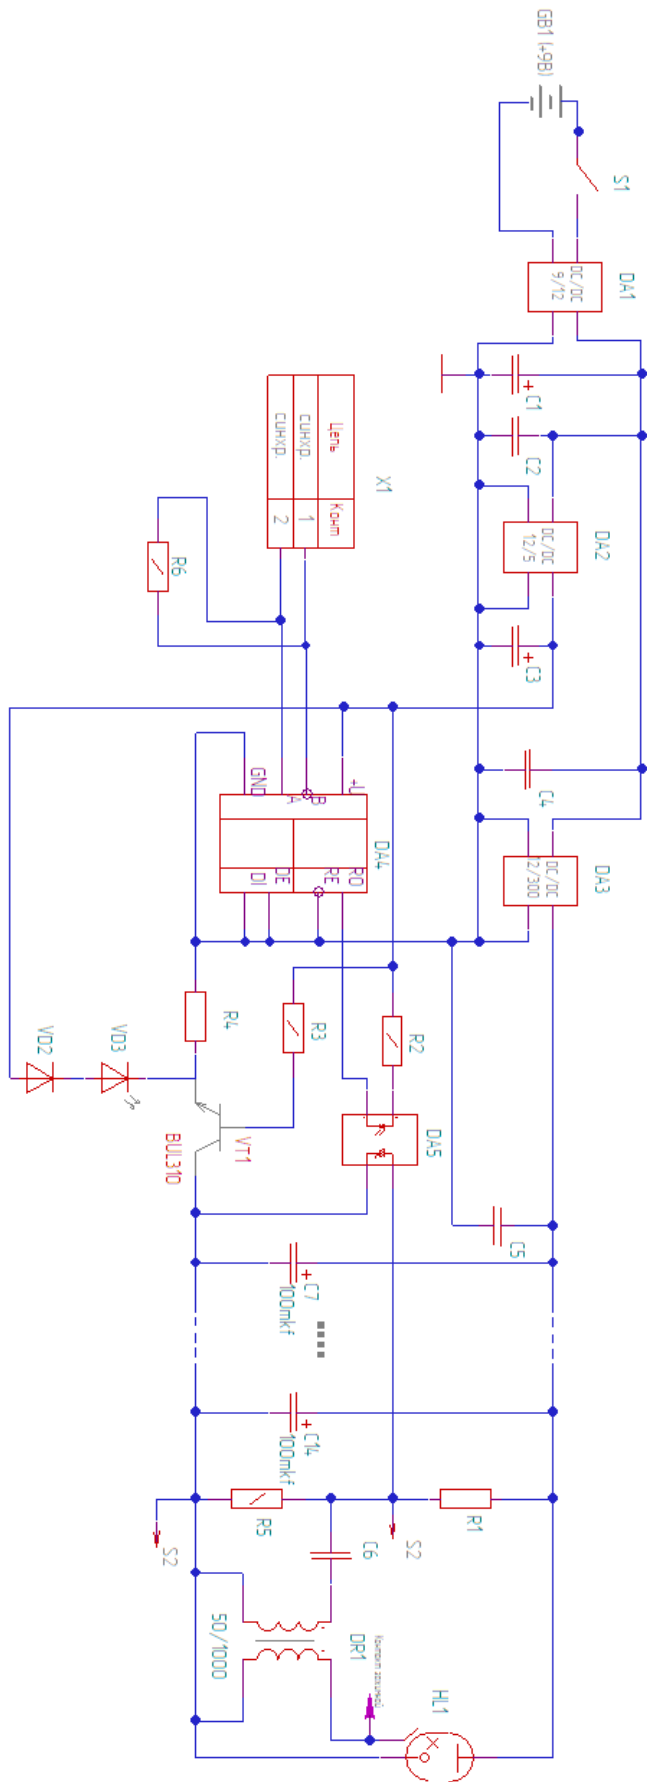 GB1 (+9В)
S1
DA1
DC/DC
9/12
+ C1
C2
DA2
DC/DC
12/5
+ C3
C4
DA3
DC/DC
12/300
X1
Цепь Конт
синхр. 1
синхр. 2
R6
DA4
+U
B
A
GND
RO
RE
DE
DI
R4
R3
R2
DA5
VD2
VD3
VT1
BUL310
C5
+ C7
100mkf
+ C14
100mkf
R5
R1
S2
S2
C6
DR1
50/1000
HL1